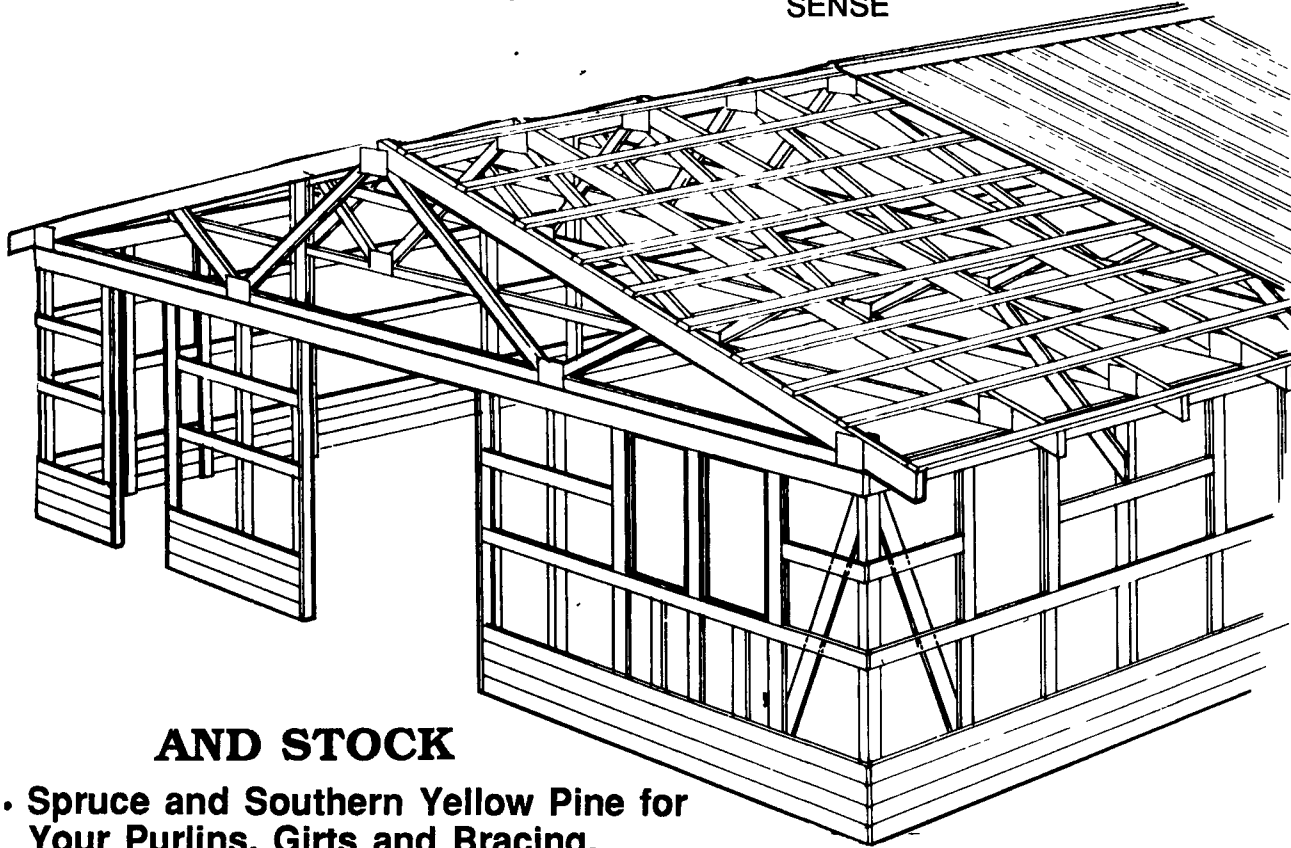 SENSE
AND STOCK
• Spruce and Southern Yellow Pine for
Your Purlins, Girts and Bracing.